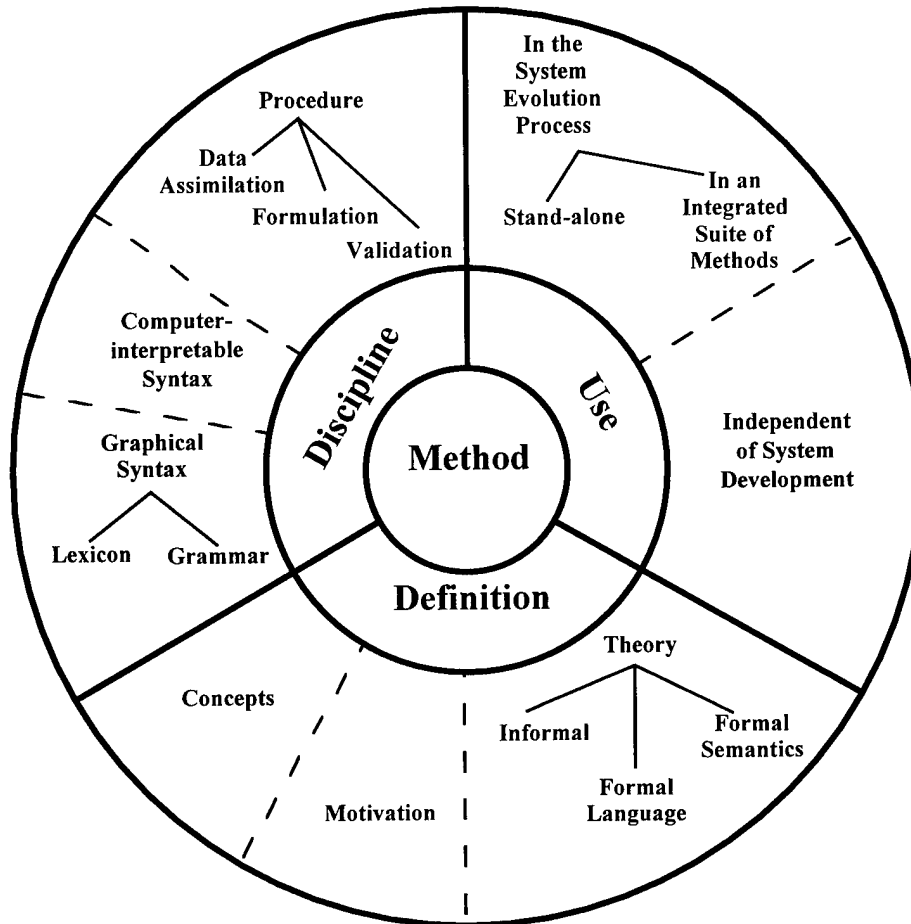 In the
System
Evolution
Process
Stand-alone
In an
Integrated
Suite of
Methods
Procedure
Data
Assimilation
Formulation
Validation
Computer-
interpretable
Syntax
Graphical
Syntax
Lexicon
Grammar
Discipline
Use
Method
Definition
Independent
of System
Development
Concepts
Motivation
Theory
Informal
Formal
Language
Formal
Semantics